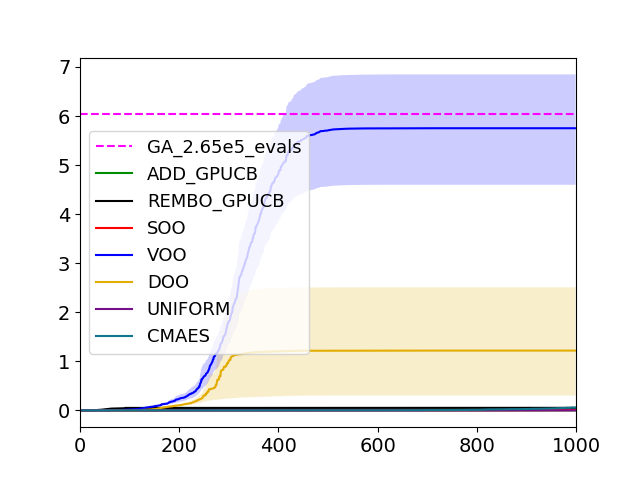 7
6
5
4
3
2
1
0
GA_2.65e5_evals
ADD_GPUCB
REMBO_GPUCB
SOO
VOO
DOO
UNIFORM
CMAES
0 200 400 600 800 1000